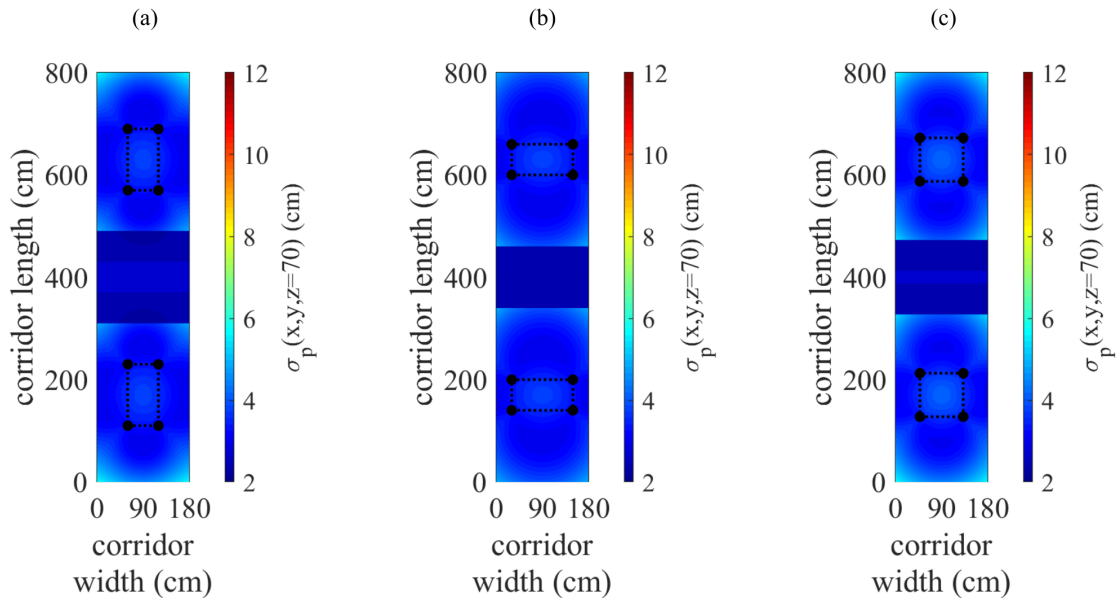 (a)
(b)
(c)
800
600
400
200
0
0 90 180
corridor length (cm)
corridor
width (cm)
12
10
8
6
4
2
σp(x,y,z=70) (cm)
800
600
400
200
0
0 90 180
corridor length (cm)
corridor
width (cm)
12
10
8
6
4
2
σp(x,y,z=70) (cm)
800
600
400
200
0
0 90 180
corridor length (cm)
corridor
width (cm)
12
10
8
6
4
2
σp(x,y,z=70) (cm)